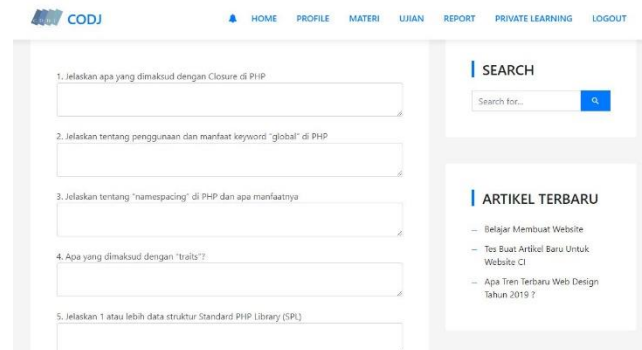 CODJ
HOME PROFILE MATERI UJIAN REPORT PRIVATE LEARNING LOGOUT
1. Jelaskan apa yang dimaksud dengan Closure di PHP
2. Jelaskan tentang penggunaan dan manfaat keyword "global" di PHP
3. Jelaskan tentang "namespacing" di PHP dan apa manfaatnya
4. Apa yang dimaksud dengan "traits"?
5. Jelaskan 1 atau lebih data struktur Standard PHP Library (SPL)
SEARCH
Search for...
ARTIKEL TERBARU
— Belajar Membuat Website
— Tes Buat Artikel Baru Untuk
Website CI
— Apa Tren Terbaru Web Design
Tahun 2019 ?